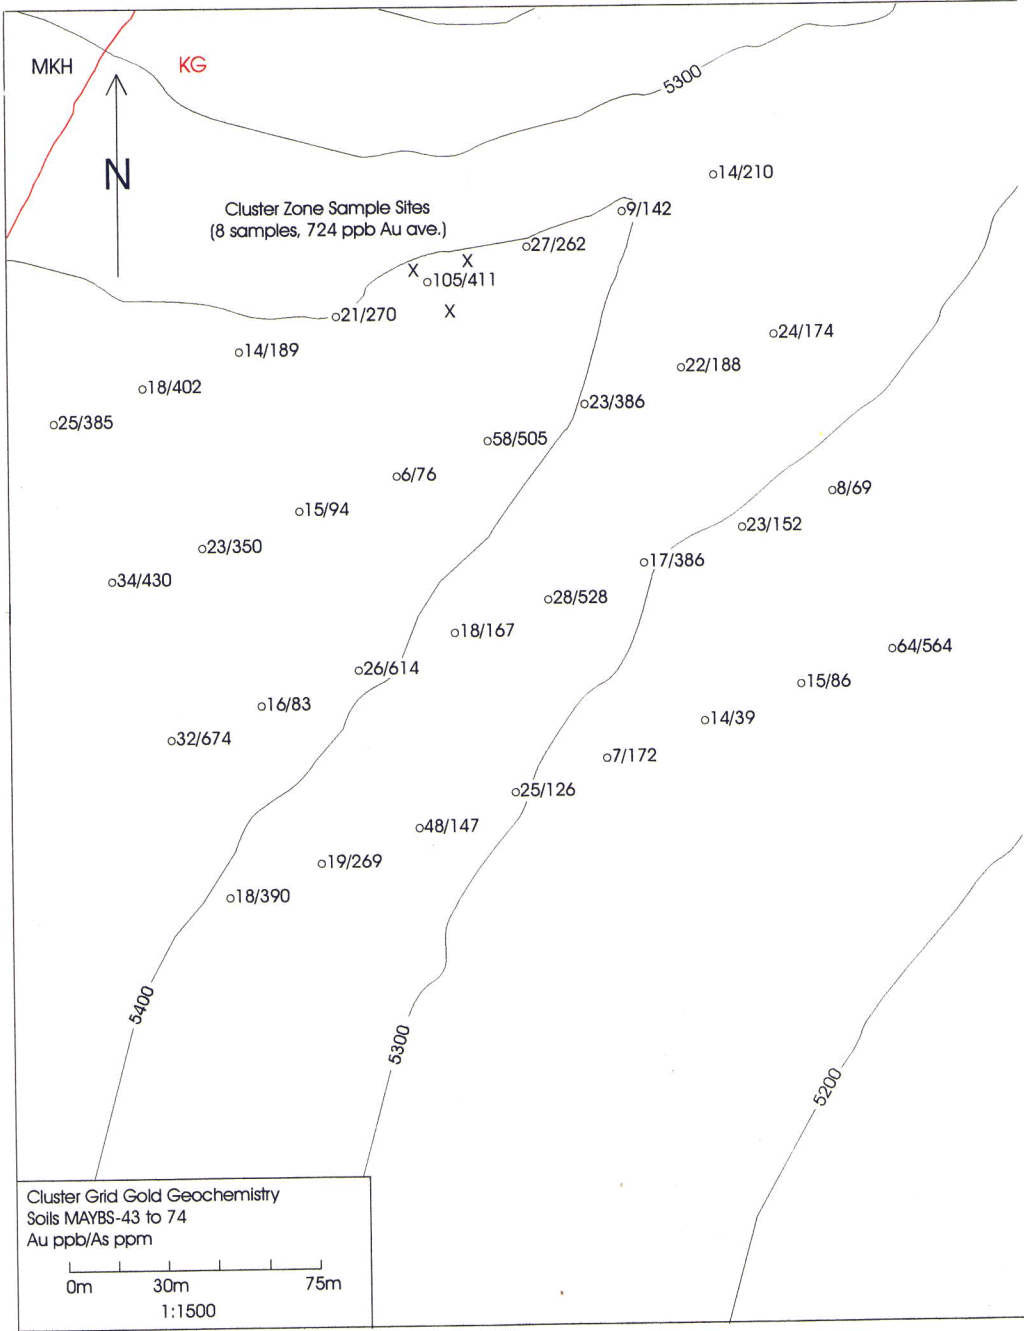 MKH
KG
5300
N
o14/210
Cluster Zone Sample Sites
(8 samples, 724 ppb Au ave.)
o9/142
o27/262
X
X
o105/411
X
o21/270
o24/174
o14/189
o22/188
o18/402
o23/386
o25/385
o58/505
o6/76
o8/69
o15/94
o23/152
o23/350
o17/386
o34/430
o28/528
o18/167
o64/564
o26/614
o15/86
o16/83
o14/39
o32/674
o7/172
o25/126
o48/147
o19/269
o18/390
5400
5300
5200
Cluster Grid Gold Geochemistry
Soils MAYBS-43 to 74
Au ppb/As ppm
0m 30m 75m
1:1500